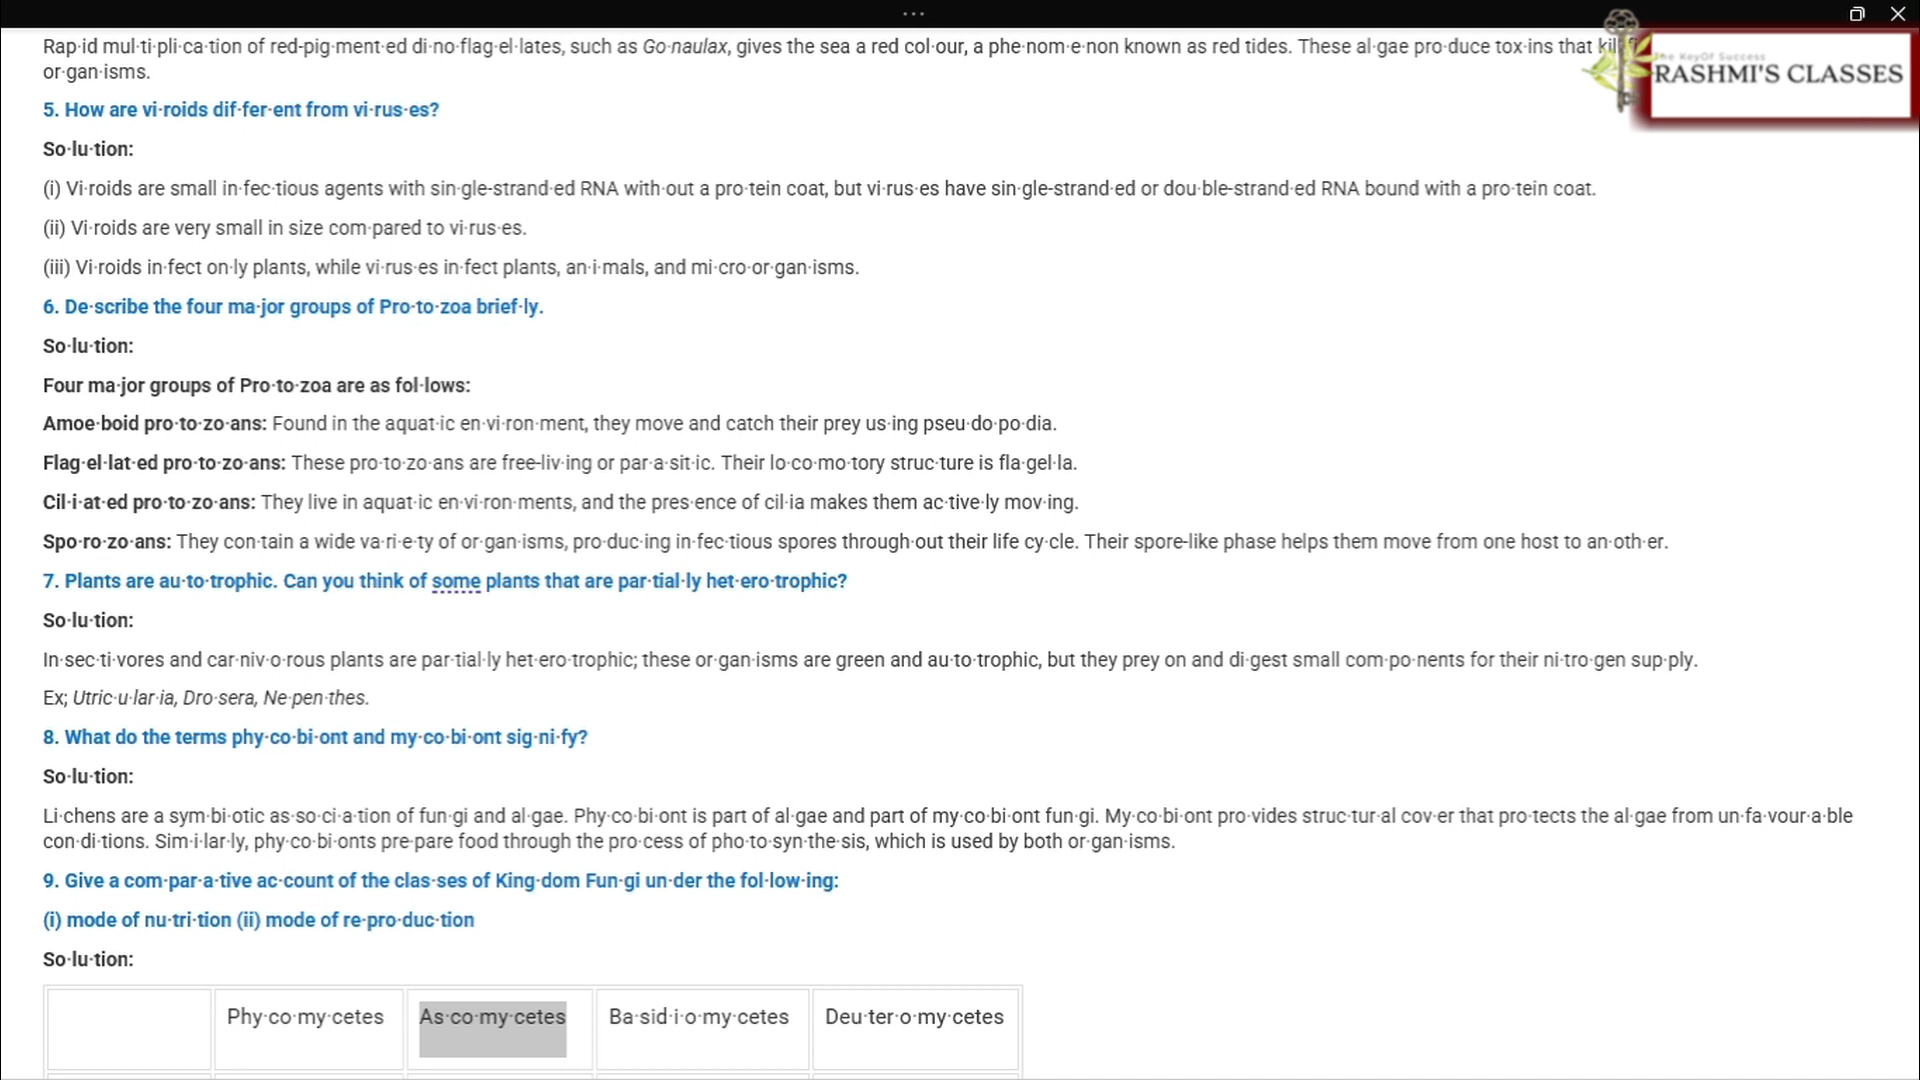 Rap·id mul·ti·pli·ca·tion of red-pig·ment·ed di·no·flag·el·lates, such as Go·naulax, gives the sea a red col·our, a phe·nom·e·non known as red tides. These al·gae pro·duce tox·ins that kil
or·gan·isms.
The KeyOf Success
RASHMI'S CLASSES
5. How are vi·roids dif·fer·ent from vi·rus·es?
So·lu·tion:
(i) Vi·roids are small in·fec·tious agents with sin·gle-strand·ed RNA with·out a pro·tein coat, but vi·rus·es have sin·gle-strand·ed or dou·ble-strand·ed RNA bound with a pro·tein coat.
(ii) Vi·roids are very small in size com·pared to vi·rus·es.
(iii) Vi·roids in·fect on·ly plants, while vi·rus·es in·fect plants, an·i·mals, and mi·cro·or·gan·isms.
6. De·scribe the four ma·jor groups of Pro·to·zoa brief·ly.
So·lu·tion:
Four ma·jor groups of Pro·to·zoa are as fol·lows:
Amoe·boid pro·to·zo·ans: Found in the aquat·ic en·vi·ron·ment, they move and catch their prey us·ing pseu·do·po·dia.
Flag·el·lat·ed pro·to·zo·ans: These pro·to·zo·ans are free-liv·ing or par·a·sit·ic. Their lo·co·mo·tory struc·ture is fla·gel·la.
Cil·i·at·ed pro·to·zo·ans: They live in aquat·ic en·vi·ron·ments, and the pres·ence of cil·ia makes them ac·tive·ly mov·ing.
Spo·ro·zo·ans: They con·tain a wide va·ri·e·ty of or·gan·isms, pro·duc·ing in·fec·tious spores through·out their life cy·cle. Their spore-like phase helps them move from one host to an·oth·er.
7. Plants are au·to·trophic. Can you think of some plants that are par·tial·ly het·ero·trophic?
So·lu·tion:
In·sec·ti·vores and car·niv·o·rous plants are par·tial·ly het·ero·trophic; these or·gan·isms are green and au·to·trophic, but they prey on and di·gest small com·po·nents for their ni·tro·gen sup·ply.
Ex; Utric·u·lar·ia, Dro·sera, Ne·pen·thes.
8. What do the terms phy·co·bi·ont and my·co·bi·ont sig·ni·fy?
So·lu·tion:
Li·chens are a sym·bi·otic as·so·ci·a·tion of fun·gi and al·gae. Phy·co·bi·ont is part of al·gae and part of my·co·bi·ont fun·gi. My·co·bi·ont pro·vides struc·tur·al cov·er that pro·tects the al·gae from un·fa·vour·a·ble
con·di·tions. Sim·i·lar·ly, phy·co·bi·onts pre·pare food through the pro·cess of pho·to·syn·the·sis, which is used by both or·gan·isms.
9. Give a com·par·a·tive ac·count of the clas·ses of King·dom Fun·gi un·der the fol·low·ing:
(i) mode of nu·tri·tion (ii) mode of re·pro·duc·tion
So·lu·tion:
Phy·co·my·cetes As·co·my·cetes Ba·sid·i·o·my·cetes Deu·ter·o·my·cetes